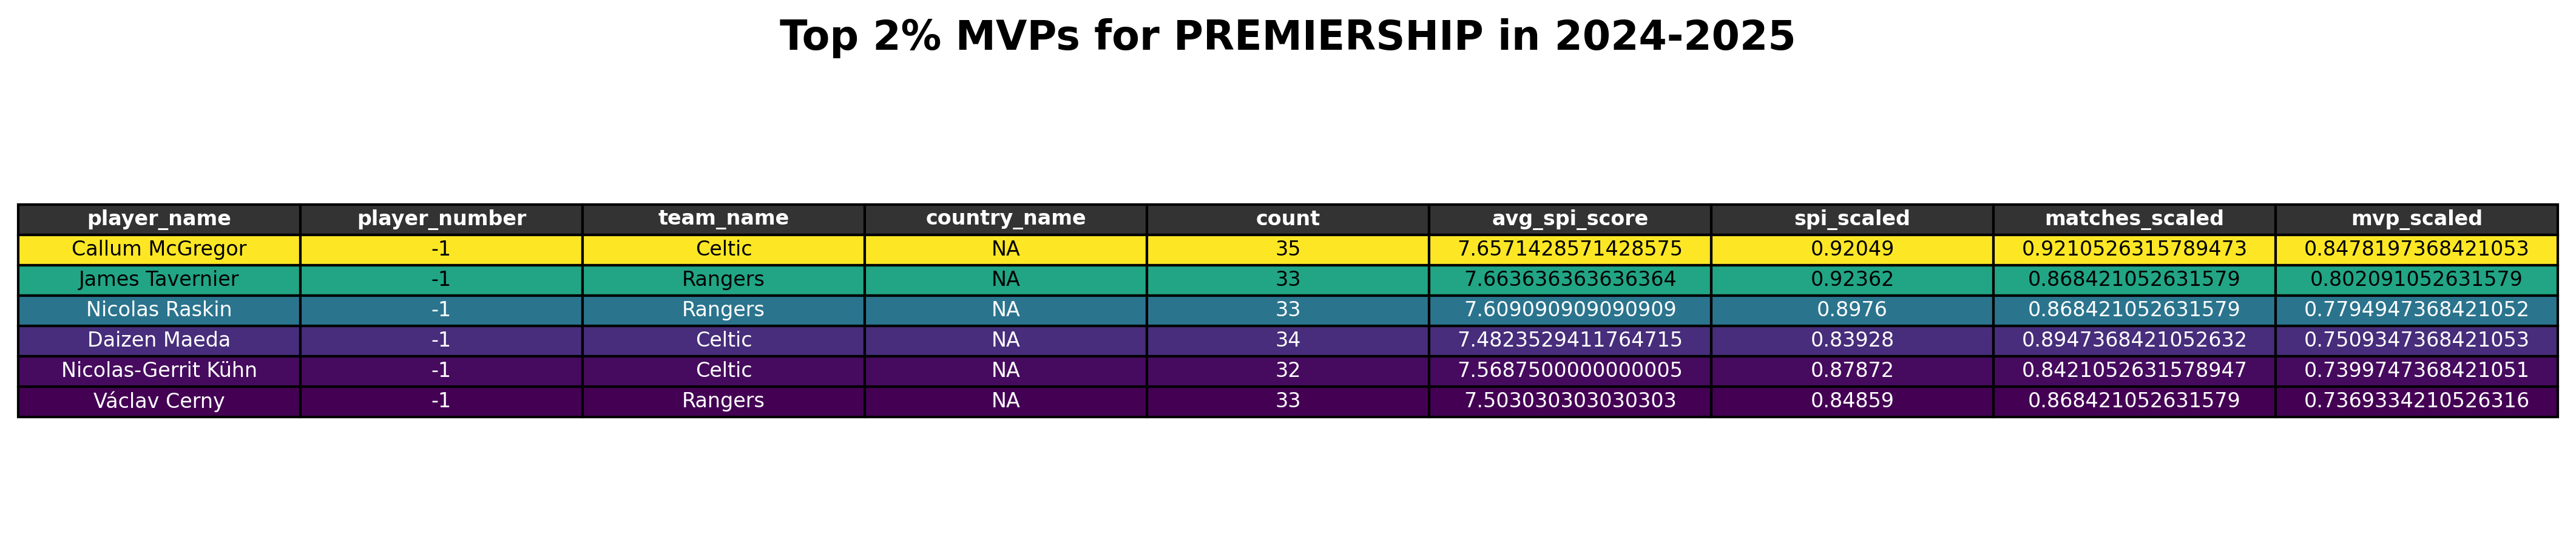 Top 2% MVPs for PREMIERSHIP in 2024-2025
player_name player_number team_name country_name count avg_spi_score spi_scaled matches_scaled mvp_scaled
Callum McGregor -1 Celtic NA 35 7.6571428571428575 0.92049 0.9210526315789473 0.8478197368421053
James Tavernier -1 Rangers NA 33 7.663636363636364 0.92362 0.868421052631579 0.802091052631579
Nicolas Raskin -1 Rangers NA 33 7.609090909090909 0.8976 0.868421052631579 0.7794947368421052
Daizen Maeda -1 Celtic NA 34 7.4823529411764715 0.83928 0.8947368421052632 0.7509347368421053
Nicolas-Gerrit Kühn -1 Celtic NA 32 7.5687500000000005 0.87872 0.8421052631578947 0.7399747368421051
Václav Cerny -1 Rangers NA 33 7.503030303030303 0.84859 0.868421052631579 0.7369334210526316